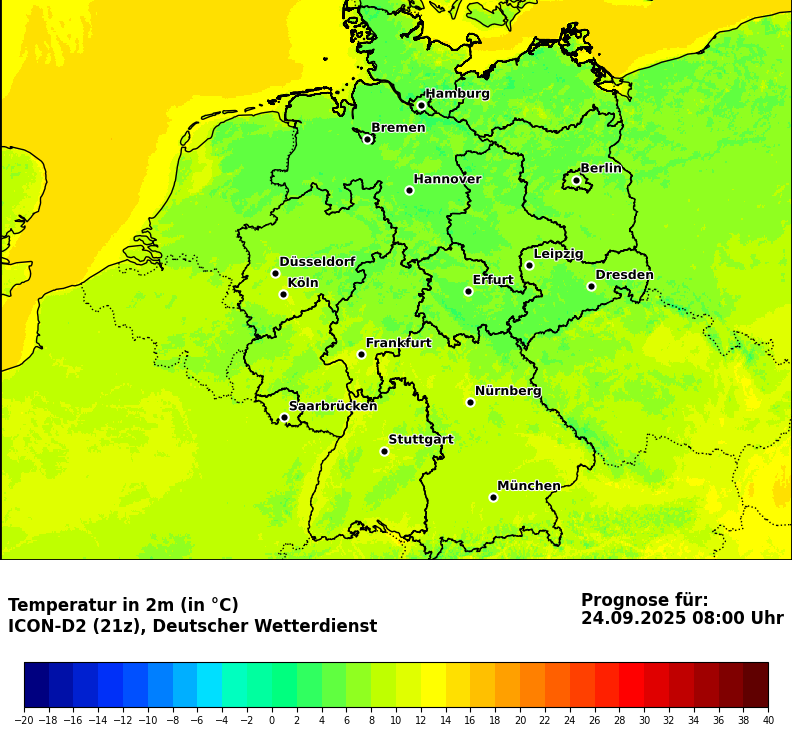 Hamburg
Bremen
Berlin
Hannover
Leipzig
Düsseldorf
Dresden
Köln
Erfurt
Frankfurt
Nürnberg
Saarbrücken
Stuttgart
München
Temperatur in 2m (in °C)
ICON-D2 (21z), Deutscher Wetterdienst
Prognose für:
24.09.2025 08:00 Uhr
−20 −18 −16 −14 −12 −10 −8 −6 −4 −2 0 2 4 6 8 10 12 14 16 18 20 22 24 26 28 30 32 34 36 38 40